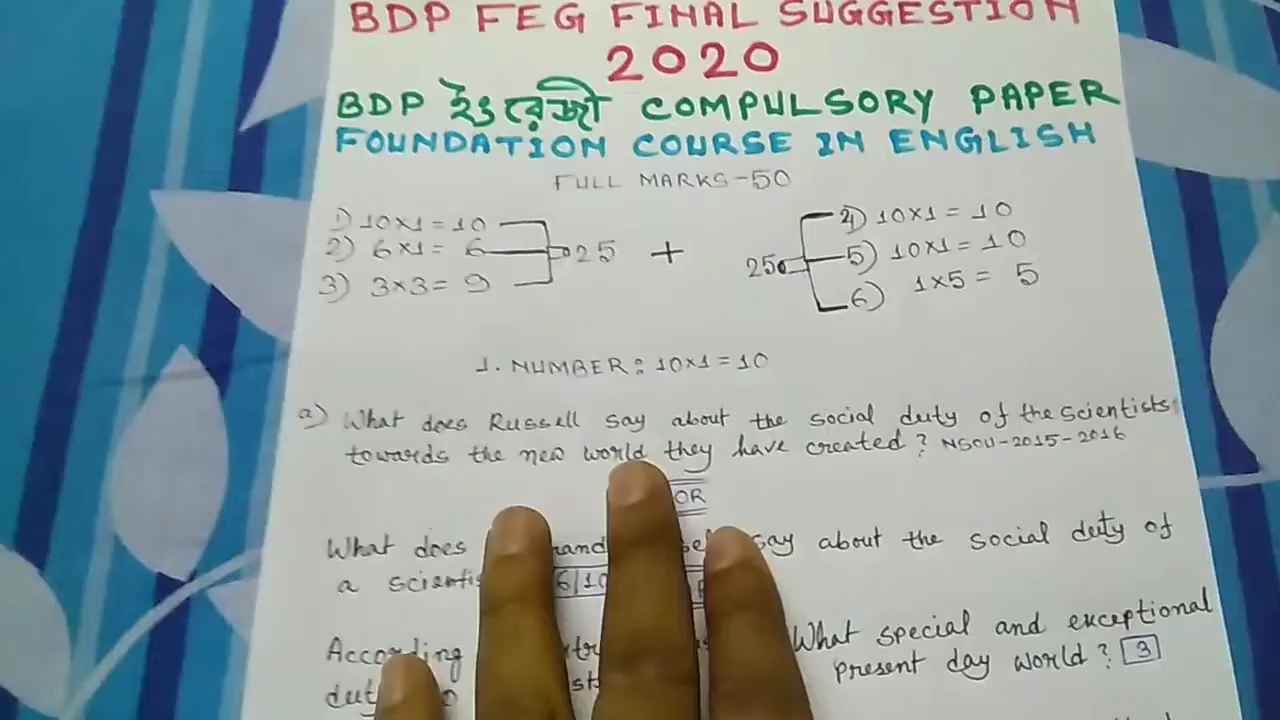 BDP FEG FINAL SUGGESTION
2020
BDP ইংরেজী COMPULSORY PAPER
FOUNDATION COURSE IN ENGLISH
FULL MARKS-50
1) 10×1=10
2) 6×1= 6
3) 3×3= 9
25 +
25
4) 10×1= 10
5) 10×1= 10
6) 1×5= 5
1. NUMBER: 10×1=10
a) What does Russell say about the social duty of the scientists
towards the new world they have created? NSOU-2015-2016
OR
What does say about the social duty of
a 6/10
According What special and exceptional
present day world? 3